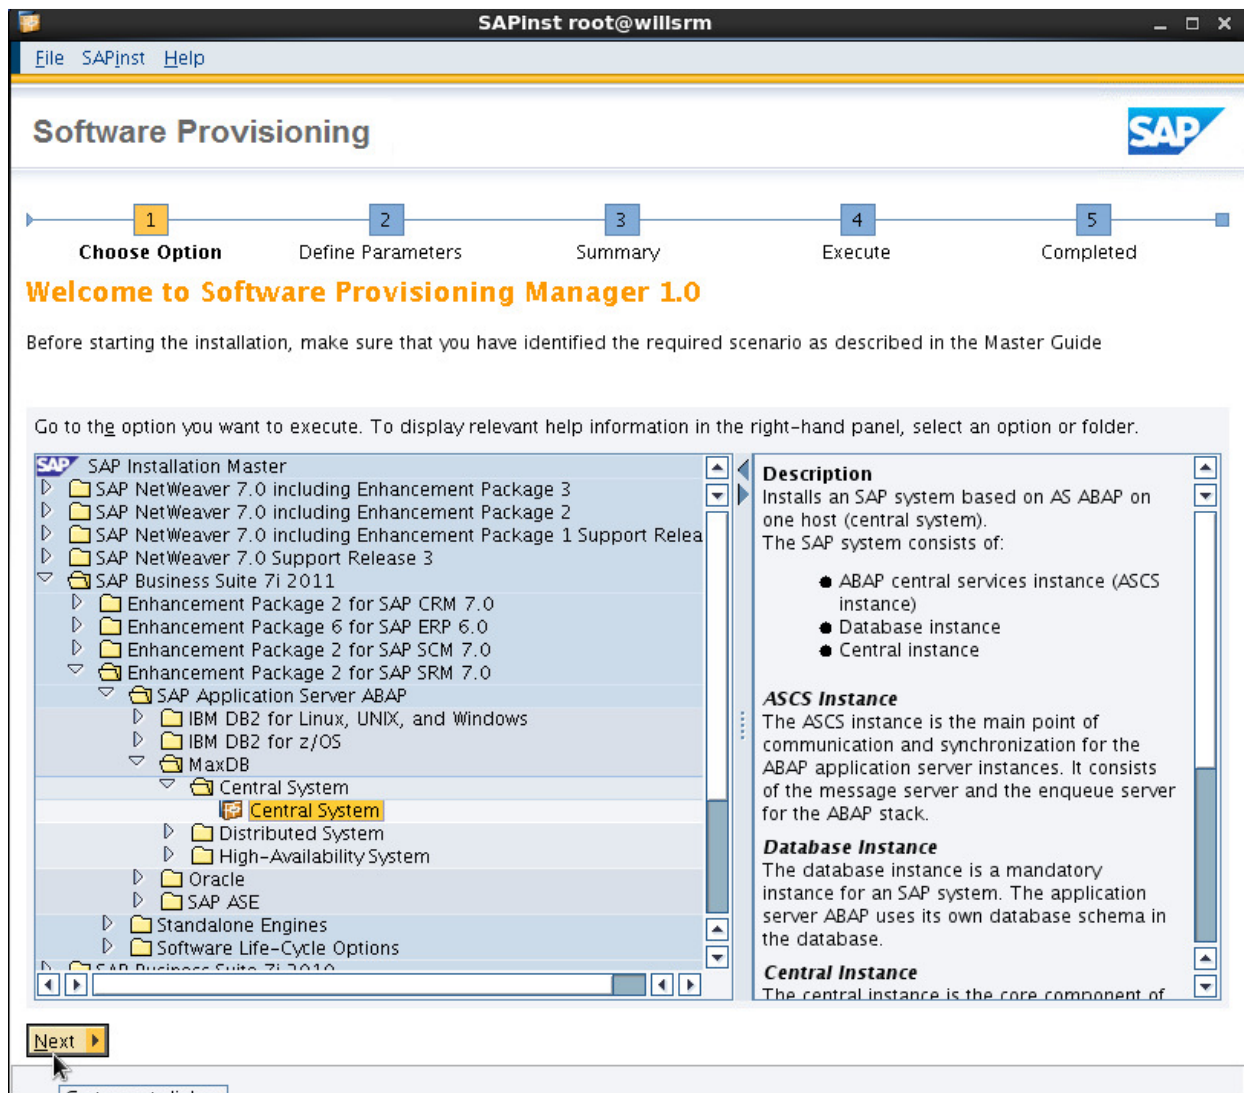 SAPinst root@willsrm
File SAPinst Help
Software Provisioning
SAP
1 2 3 4 5
Choose Option Define Parameters Summary Execute Completed
Welcome to Software Provisioning Manager 1.0
Before starting the installation, make sure that you have identified the required scenario as described in the Master Guide
Go to the option you want to execute. To display relevant help information in the right-hand panel, select an option or folder.
SAP SAP Installation Master
SAP NetWeaver 7.0 including Enhancement Package 3
SAP NetWeaver 7.0 including Enhancement Package 2
SAP NetWeaver 7.0 including Enhancement Package 1 Support Relea
SAP NetWeaver 7.0 Support Release 3
SAP Business Suite 7i 2011
Enhancement Package 2 for SAP CRM 7.0
Enhancement Package 6 for SAP ERP 6.0
Enhancement Package 2 for SAP SCM 7.0
Enhancement Package 2 for SAP SRM 7.0
SAP Application Server ABAP
IBM DB2 for Linux, UNIX, and Windows
IBM DB2 for z/OS
MaxDB
Central System
Central System
Distributed System
High-Availability System
Oracle
SAP ASE
Standalone Engines
Software Life-Cycle Options
SAP Business Suite 7i 2010
Description
Installs an SAP system based on AS ABAP on
one host (central system).
The SAP system consists of:
ABAP central services instance (ASCS
instance)
Database instance
Central instance
ASCS Instance
The ASCS instance is the main point of
communication and synchronization for the
ABAP application server instances. It consists
of the message server and the enqueue server
for the ABAP stack.
Database Instance
The database instance is a mandatory
instance for an SAP system. The application
server ABAP uses its own database schema in
the database.
Central Instance
The central instance is the core component of
Next